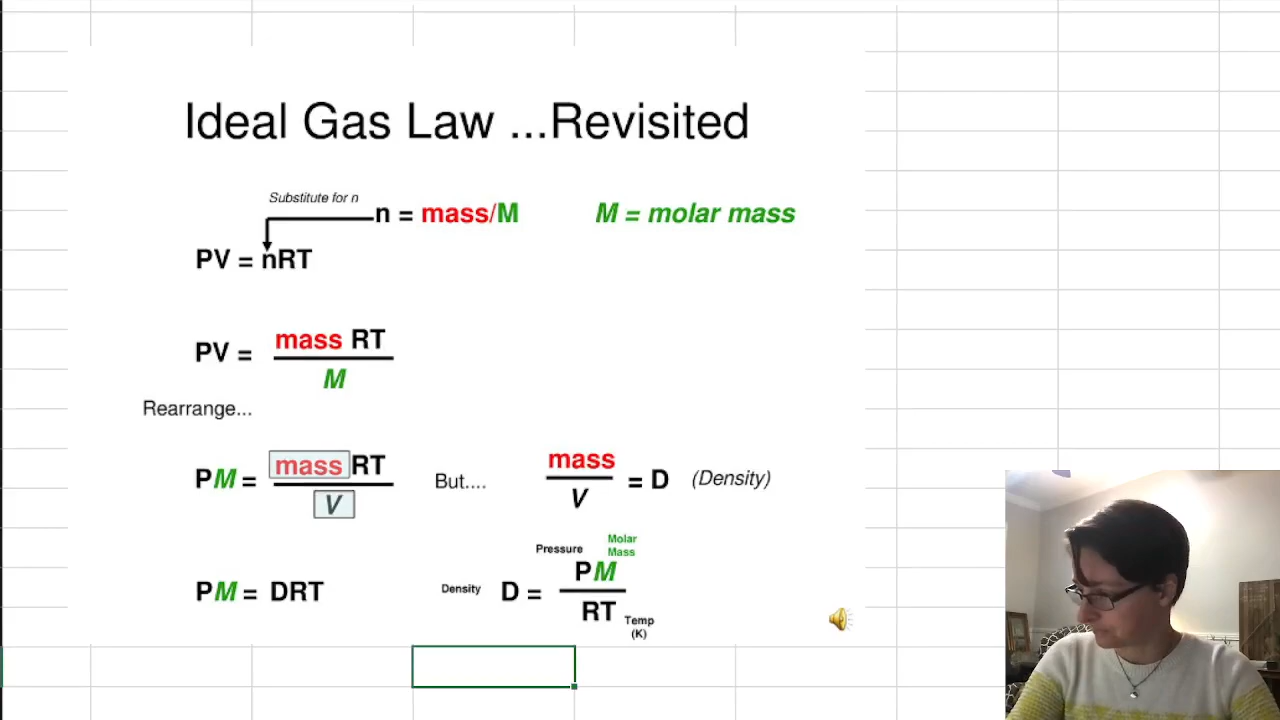 Ideal Gas Law ...Revisited
Substitute for n
n = mass/M
M = molar mass
PV = nRT
PV = mass RT
M
Rearrange...
PM = mass RT
V
But....
mass
V
= D
(Density)
PM = DRT
Density
D =
Pressure
Molar
Mass
PM
RT
Temp
(K)